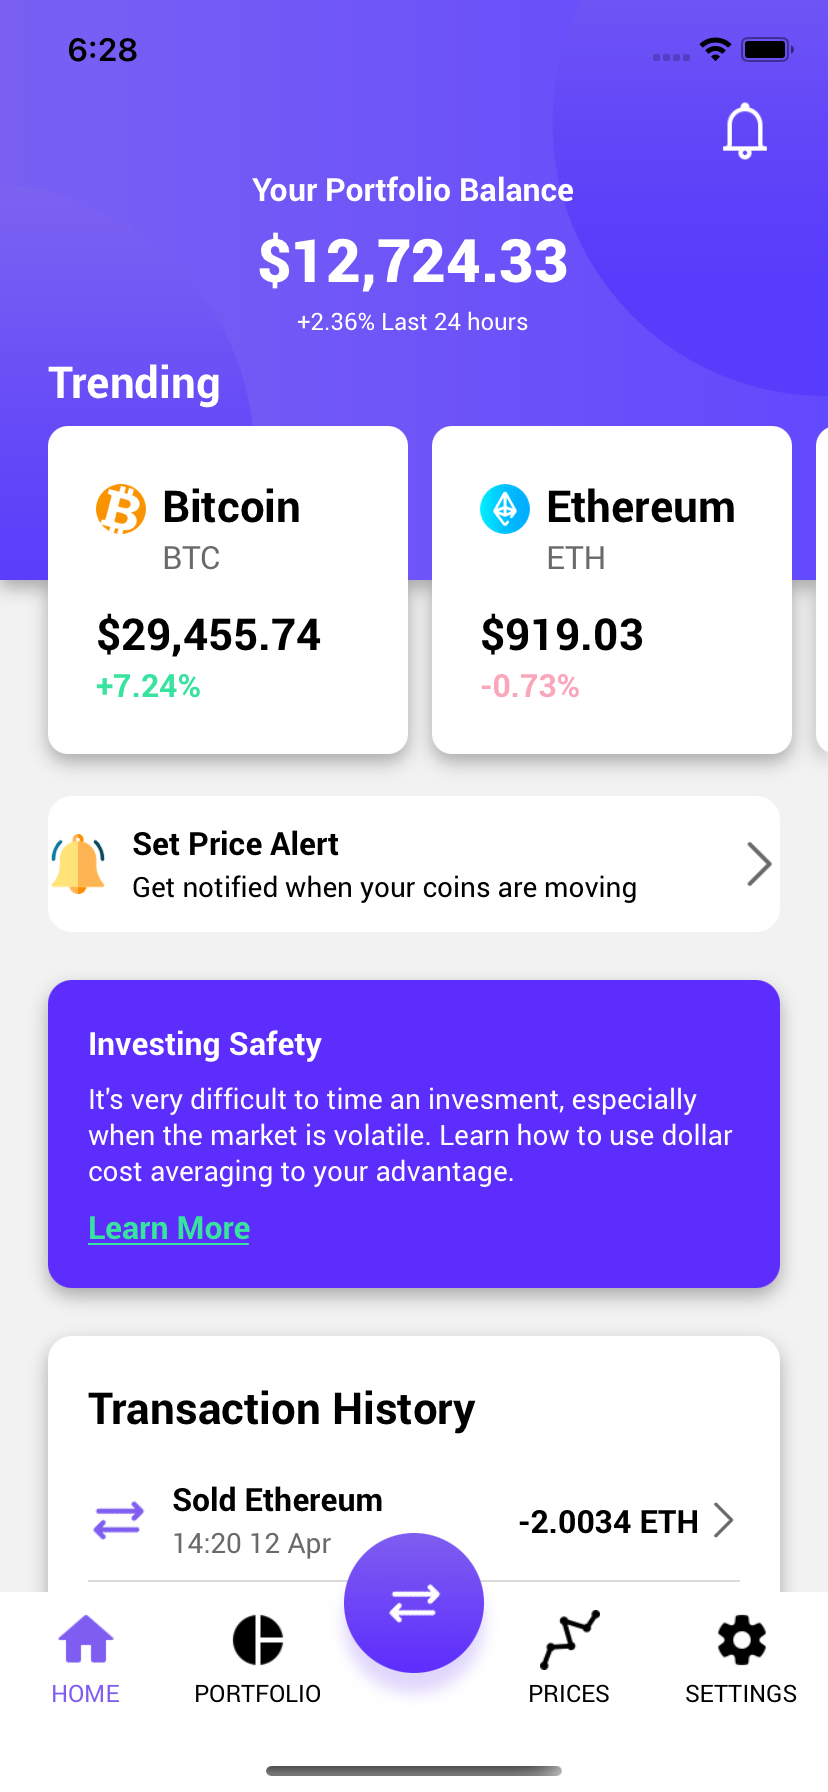 6:28
Your Portfolio Balance
$12,724.33
+2.36% Last 24 hours
Trending
Bitcoin
BTC
$29,455.74
+7.24%
Ethereum
ETH
$919.03
-0.73%
Set Price Alert
Get notified when your coins are moving
Investing Safety
It's very difficult to time an invesment, especially
when the market is volatile. Learn how to use dollar
cost averaging to your advantage.
Learn More
Transaction History
Sold Ethereum
14:20 12 Apr
-2.0034 ETH
HOME
PORTFOLIO
PRICES
SETTINGS